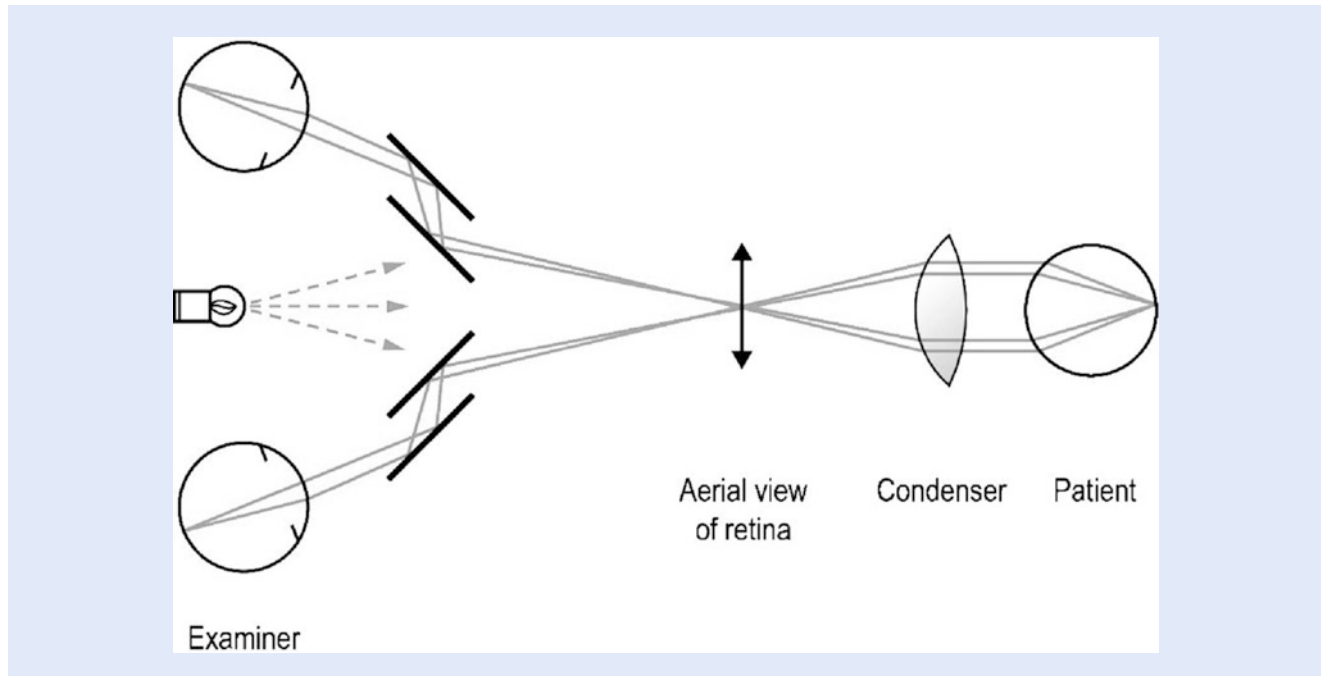 Aerial view
of retina
Condenser
Patient
Examiner